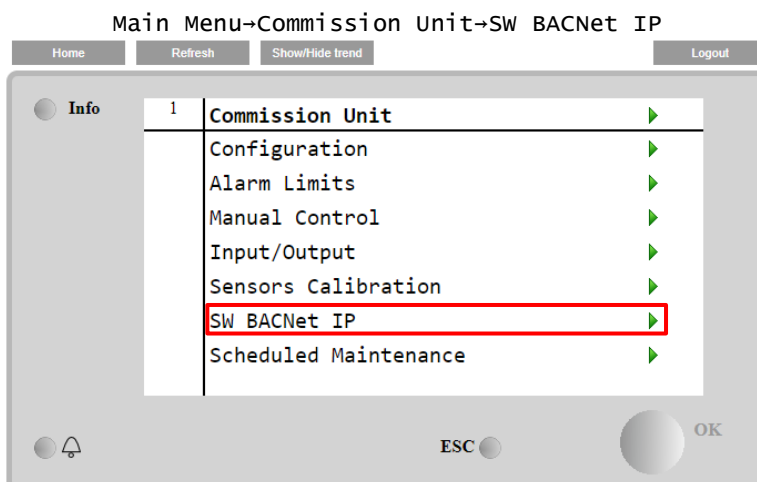 Main Menu→Commission Unit→SW BACNet IP
Home Refresh Show/Hide trend Logout
Info 1 Commission Unit
Configuration
Alarm Limits
Manual Control
Input/Output
Sensors Calibration
SW BACNet IP
Scheduled Maintenance
ESC OK